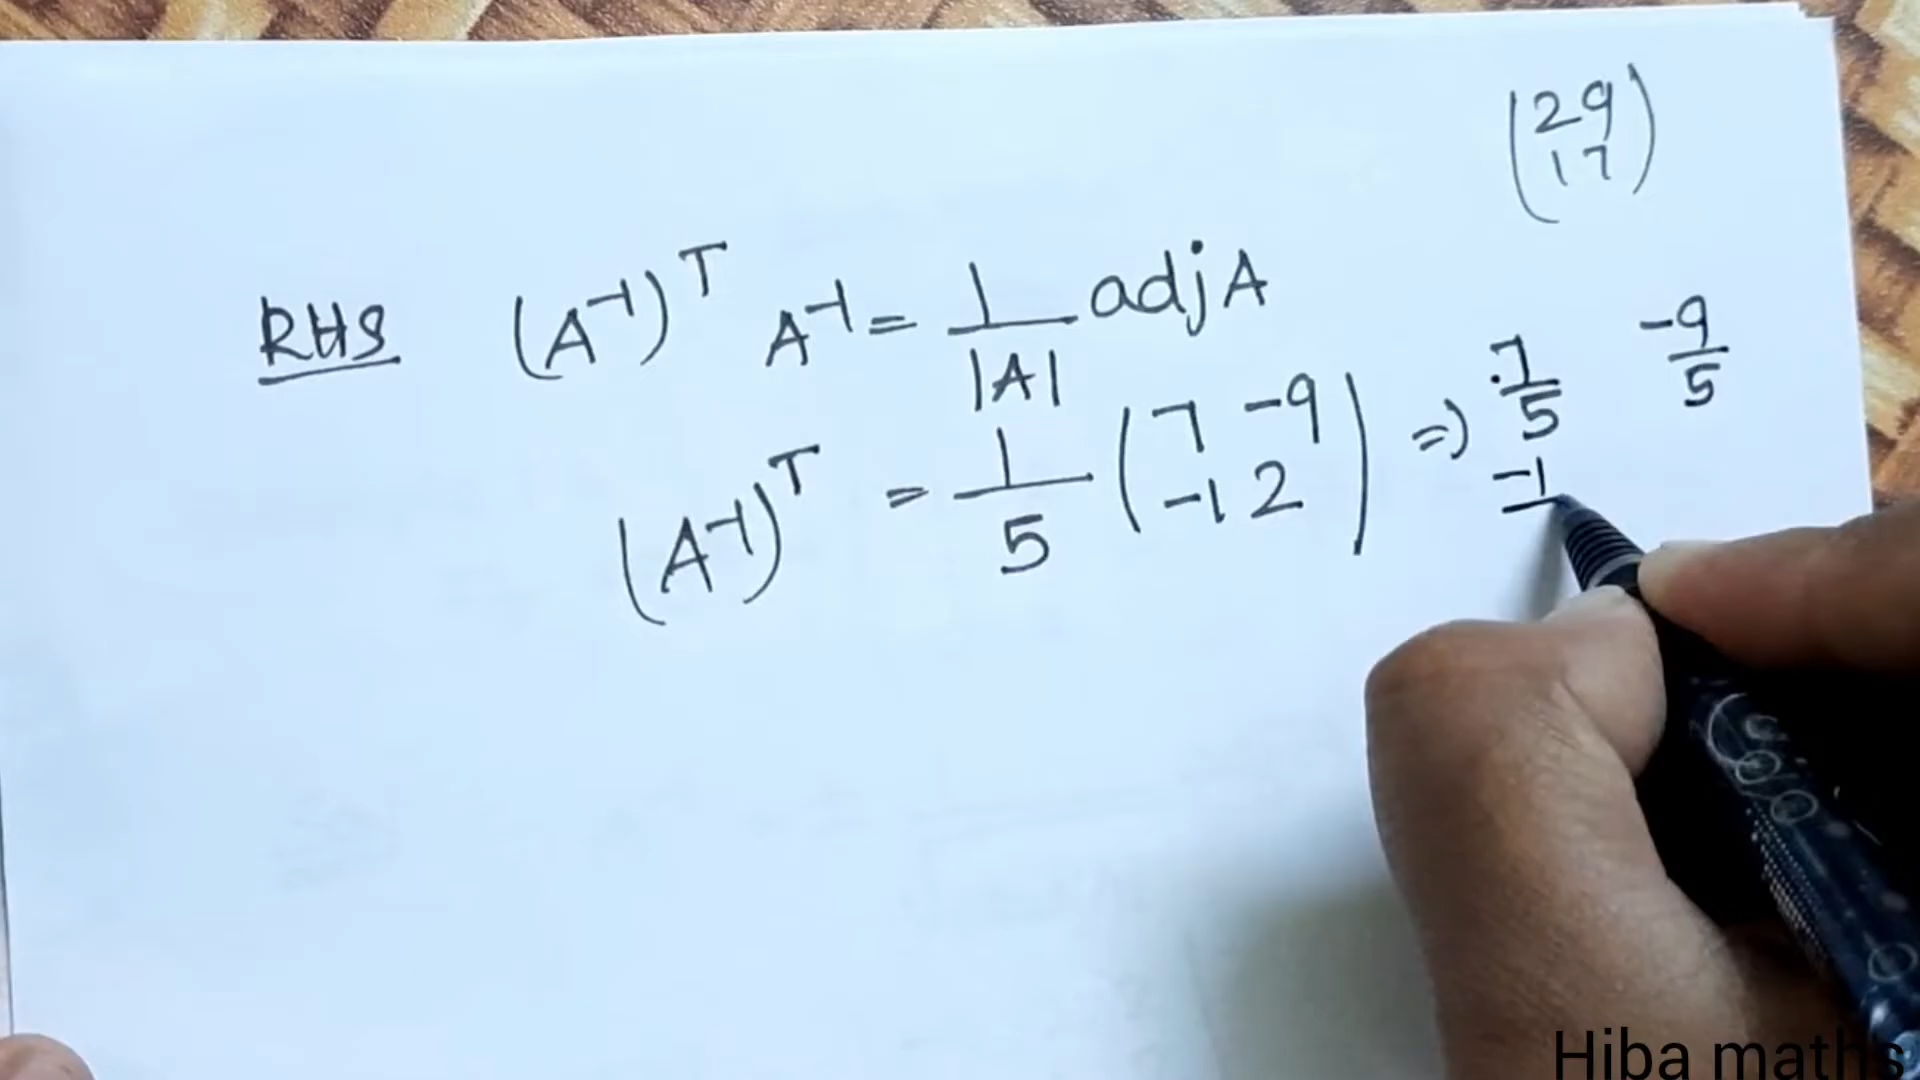 (2 9
1 7)
RHS (A⁻¹)ᵀ A⁻¹ = 1/|A| adj A
(A⁻¹)ᵀ = 1/5 (7 -9
-1 2) => 7/5 -9/5
-1
Hiba maths